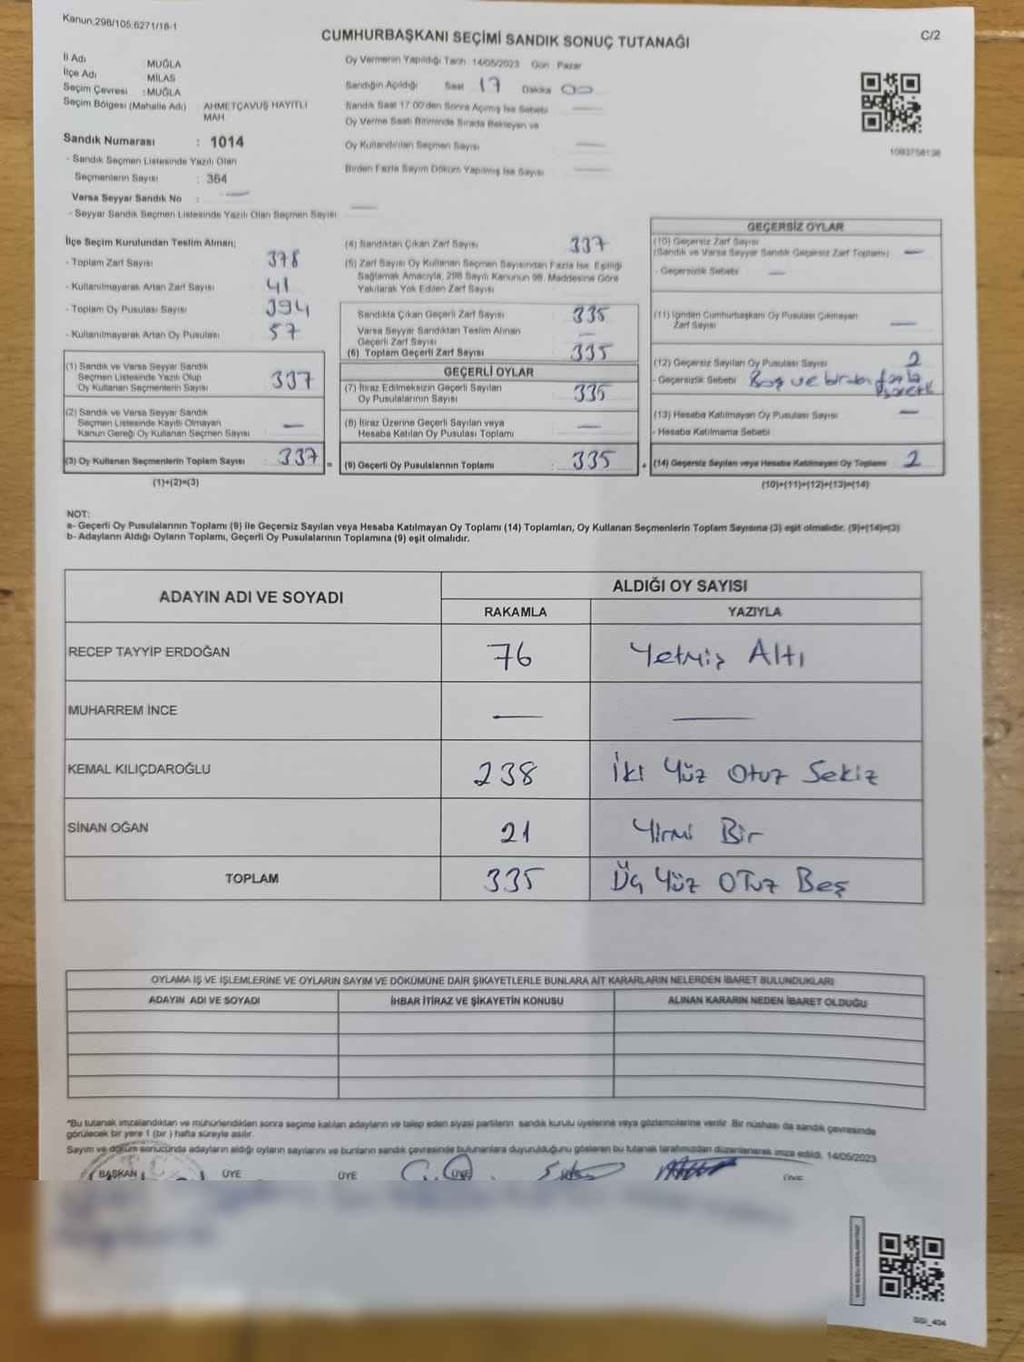 Kanun:298/105;6271/18-1
CUMHURBAŞKANI SEÇİMİ SANDIK SONUÇ TUTANAĞI
C/2
İl Adı MUĞLA
İlçe Adı MİLAS
Seçim Çevresi : MUĞLA
Seçim Bölgesi (Mahalle Adı) : AHMETÇAVUŞ HAYITLI
MAH
Sandık Numarası : 1014
- Sandık Seçmen Listesinde Yazılı Olan
Seçmenlerin Sayısı : 364
Varsa Seyyar Sandık No : —
- Seyyar Sandık Seçmen Listesinde Yazılı Olan Seçmen Sayısı —
Oy Vermenin Yapıldığı Tarih 14/05/2023 Gün Pazar
Sandığın Açıldığı Saat 17 Dakika 00
Sandık Saat 17.00'den Sonra Açılmış İse Sebebi —
Oy Verme Saati Bitiminde Sırada Bekleyen ve
Oy Kullandırılan Seçmen Sayısı —
Birden Fazla Sayım Döküm Yapılmış İse Sayısı —
1093758138
İlçe Seçim Kurulundan Teslim Alınan;
- Toplam Zarf Sayısı 378
- Kullanılmayarak Artan Zarf Sayısı 41
- Toplam Oy Pusulası Sayısı 394
- Kullanılmayarak Artan Oy Pusulası 57
(1) Sandık ve Varsa Seyyar Sandık
Seçmen Listesinde Yazılı Olup
Oy Kullanan Seçmenlerin Sayısı 337
(2) Sandık ve Varsa Seyyar Sandık
Seçmen Listesinde Kayıtlı Olmayan
Kanun Gereği Oy Kullanan Seçmen Sayısı —
(3) Oy Kullanan Seçmenlerin Toplam Sayısı 337
(1)+(2)=(3)
(4) Sandıktan Çıkan Zarf Sayısı 337
(5) Zarf Sayısı Oy Kullanan Seçmen Sayısından Fazla İse, Eşitliği
Sağlamak Amacıyla, 298 Sayılı Kanunun 98. Maddesine Göre
Yakılarak Yok Edilen Zarf Sayısı
Sandıkta Çıkan Geçerli Zarf Sayısı 335
Varsa Seyyar Sandıktan Teslim Alınan
Geçerli Zarf Sayısı —
(6) Toplam Geçerli Zarf Sayısı 335
GEÇERLİ OYLAR
(7) İtiraz Edilmeksizin Geçerli Sayılan
Oy Pusulalarının Sayısı 335
(8) İtiraz Üzerine Geçerli Sayılan veya
Hesaba Katılan Oy Pusulası Toplamı —
= (9) Geçerli Oy Pusulalarının Toplamı : 335
GEÇERSİZ OYLAR
(10) Geçersiz Zarf Sayısı
(Sandık ve Varsa Seyyar Sandık Geçersiz Zarf Toplamı) —
- Geçersizlik Sebebi —
(11) İçinden Cumhurbaşkanı Oy Pusulası Çıkmayan
Zarf Sayısı —
(12) Geçersiz Sayılan Oy Pusulası Sayısı 2
- Geçersizlik Sebebi Boş ve birden fazla
(13) Hesaba Katılmayan Oy Pusulası Sayısı —
- Hesaba Katılmama Sebebi
+ (14) Geçersiz Sayılan veya Hesaba Katılmayan Oy Toplamı 2
(10)+(11)+(12)+(13)=(14)
NOT:
a- Geçerli Oy Pusulalarının Toplamı (9) ile Geçersiz Sayılan veya Hesaba Katılmayan Oy Toplamı (14) Toplamları, Oy Kullanan Seçmenlerin Toplam Sayısına (3) eşit olmalıdır. (9)+(14)=(3)
b- Adayların Aldığı Oyların Toplamı, Geçerli Oy Pusulalarının Toplamına (9) eşit olmalıdır.
ADAYIN ADI VE SOYADI
ALDIĞI OY SAYISI
RAKAMLA YAZIYLA
RECEP TAYYİP ERDOĞAN 76 Yetmiş Altı
MUHARREM İNCE — —
KEMAL KILIÇDAROĞLU 238 İki Yüz Otuz Sekiz
SİNAN OĞAN 21 Yirmi Bir
TOPLAM 335 Üç Yüz OTuz Beş
OYLAMA İŞ VE İŞLEMLERİNE VE OYLARIN SAYIM VE DÖKÜMÜNE DAİR ŞİKAYETLERLE BUNLARA AİT KARARLARIN NELERDEN İBARET BULUNDUKLARI
ADAYIN ADI VE SOYADI İHBAR İTİRAZ VE ŞİKAYETİN KONUSU ALINAN KARARIN NEDEN İBARET OLDUĞU
*Bu tutanak imzalandıktan ve mühürlendikten sonra seçime katılan adayların ve talep eden siyasi partilerin sandık kurulu üyelerine veya gözlemcilerine verilir. Bir nüshası da sandık çevresinde
görülecek bir yere 1 (bir) hafta süreyle asılır.
Sayım ve döküm sonucunda adayların aldığı oyların sayılarını ve bunların sandık çevresinde bulunanlara duyurulduğunu gösteren bu tutanak tarafımızdan düzenlenerek imza edildi. 14/05/2023
BAŞKAN ÜYE ÜYE ÜYE ÜYE